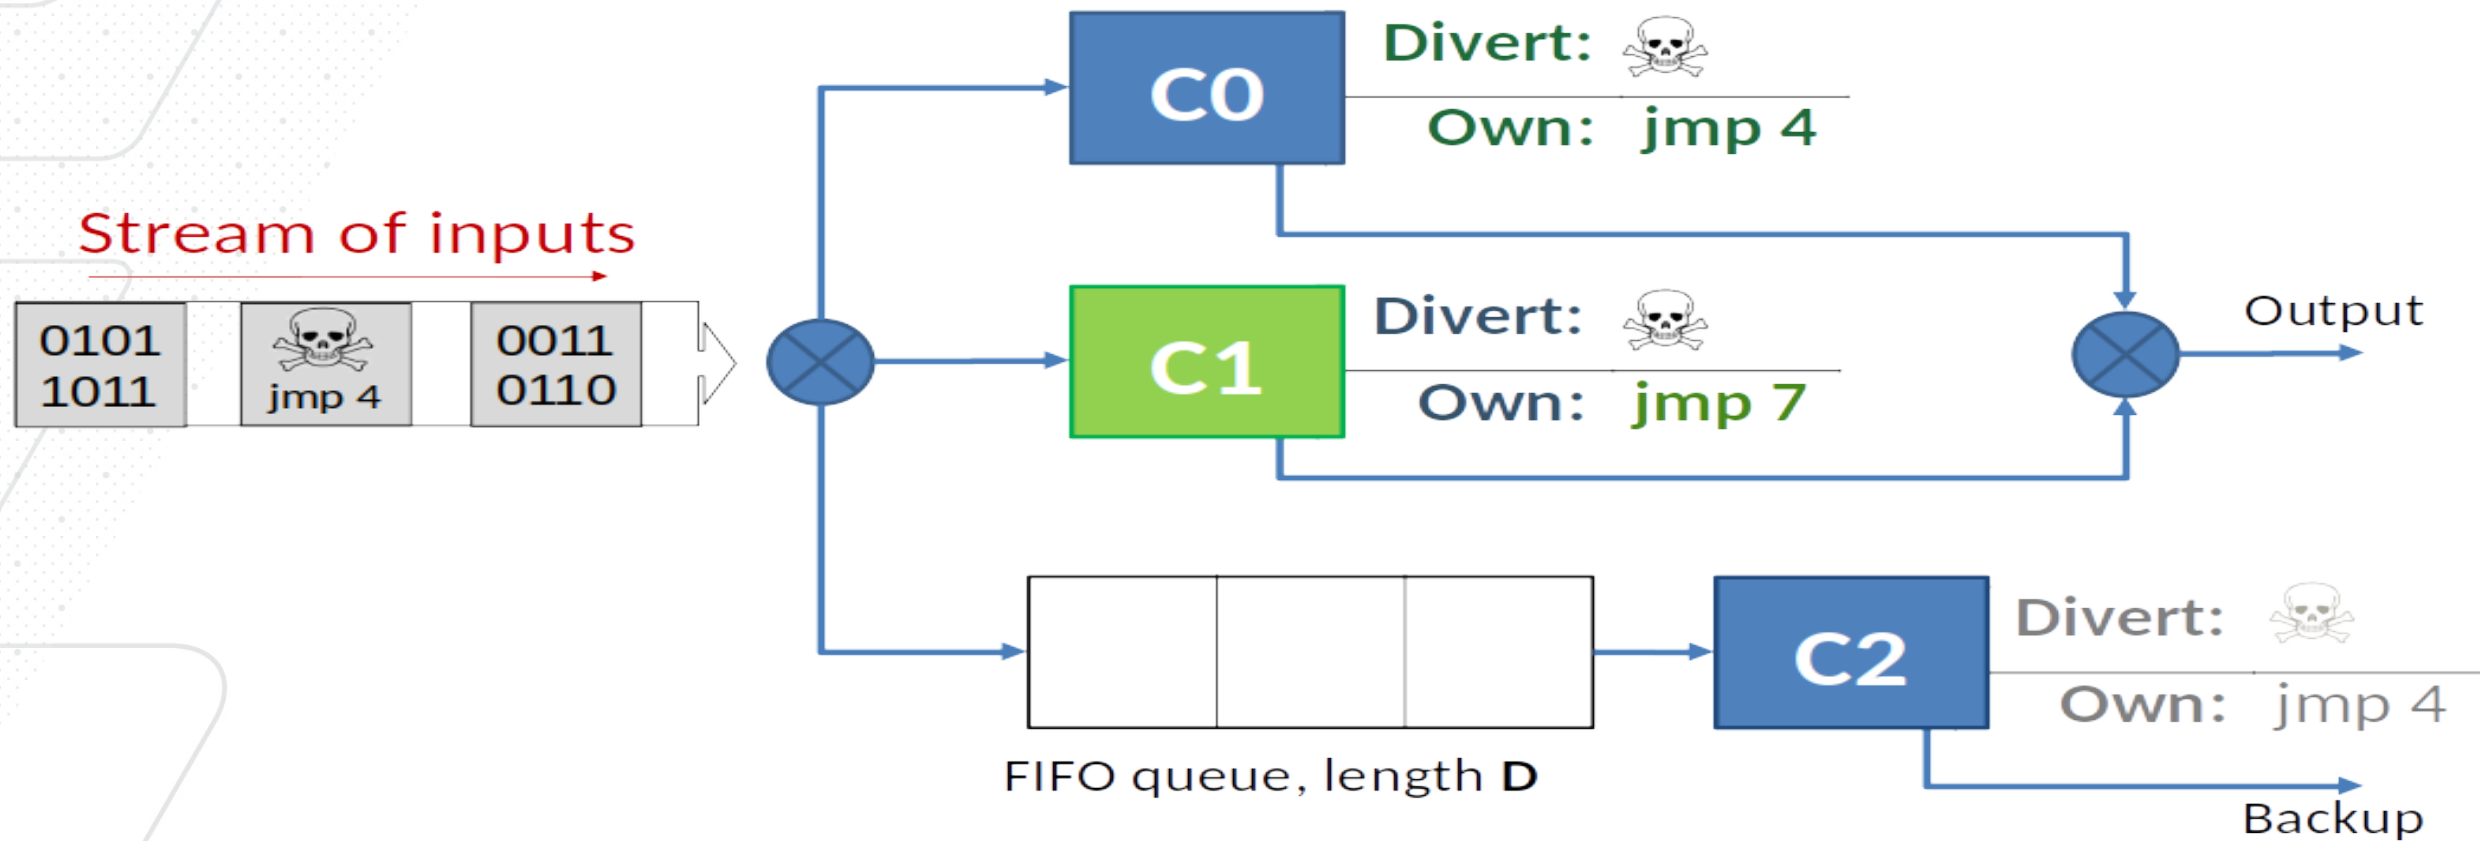 Stream of inputs
0101
1011
jmp 4
0011
0110
C0
Divert:
Own: jmp 4
C1
Divert:
Own: jmp 7
Output
FIFO queue, length D
C2
Divert:
Own: jmp 4
Backup